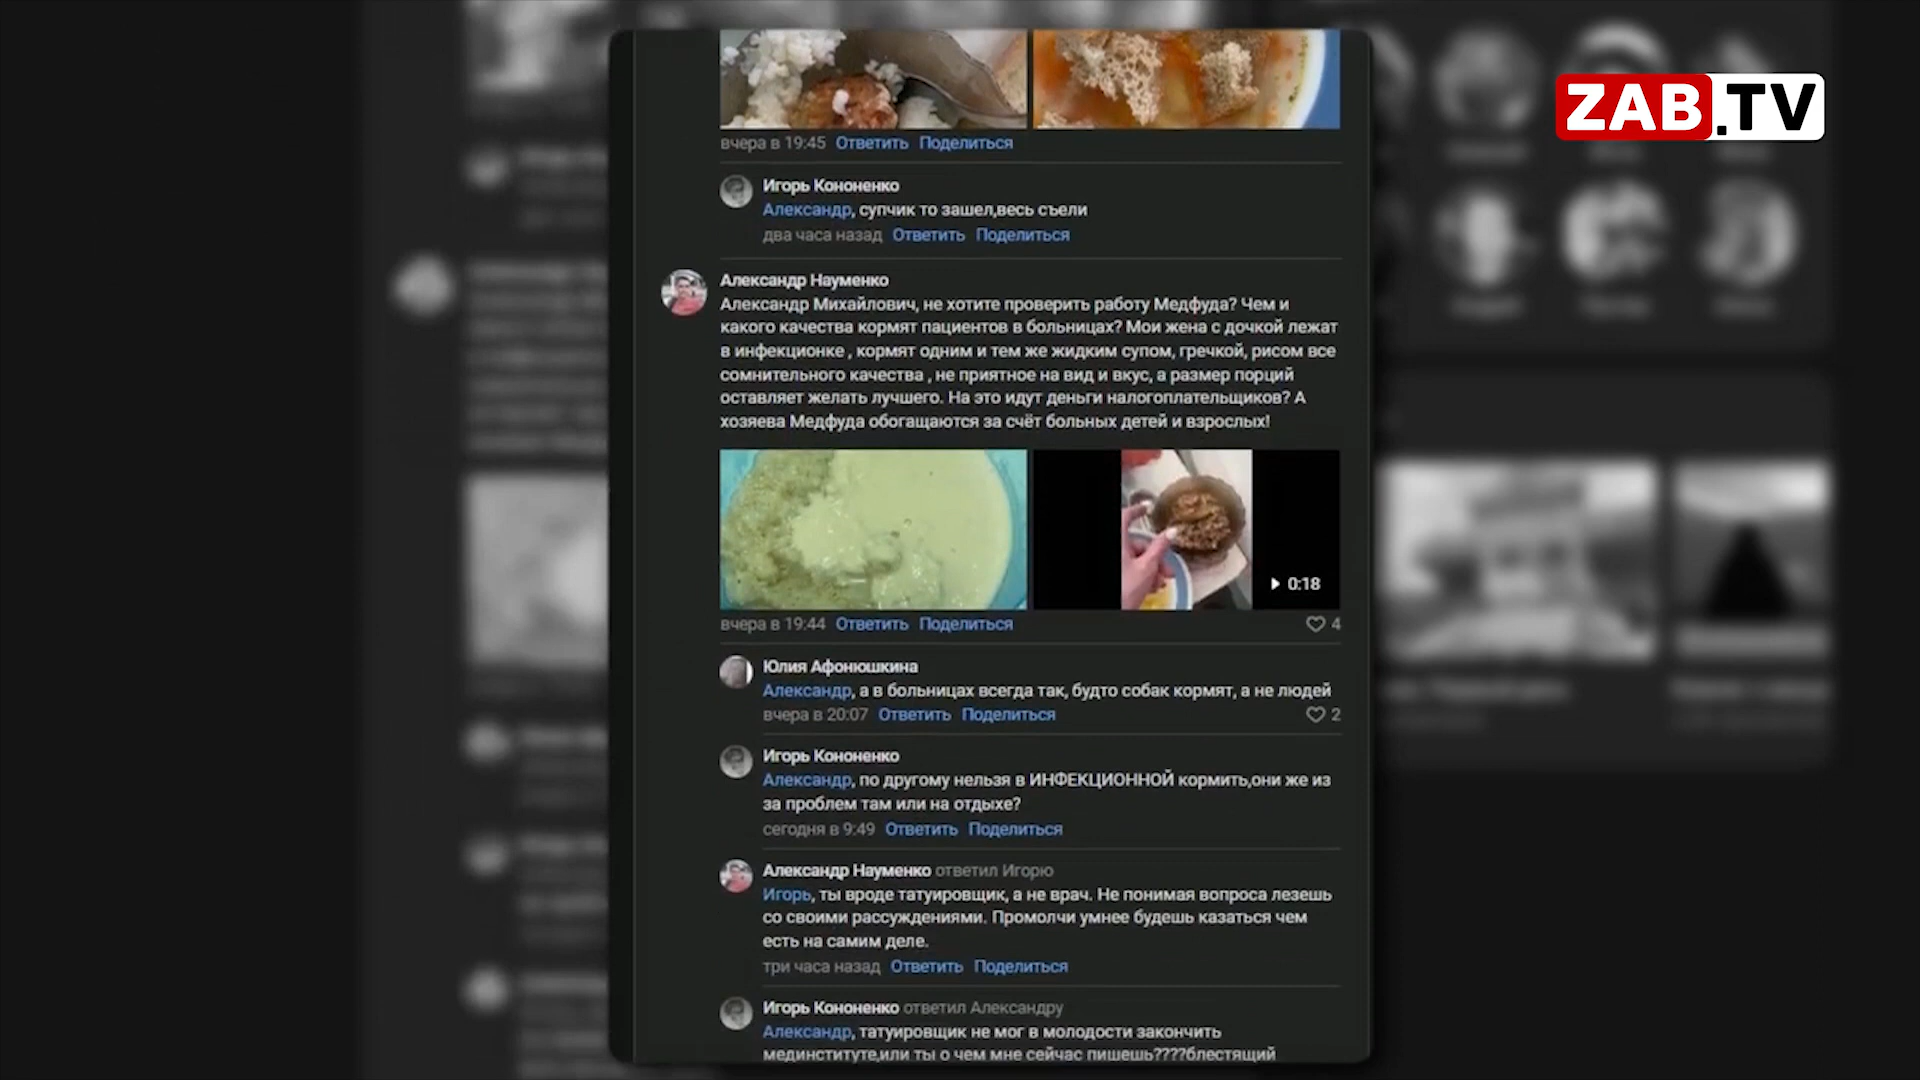 ZAB.TV
вчера в 19:45 Ответить Поделиться
Игорь Кононенко
Александр, супчик то зашел,весь съели
два часа назад Ответить Поделиться
Александр Науменко
Александр Михайлович, не хотите проверить работу Медфуда? Чем и
какого качества кормят пациентов в больницах? Мои жена с дочкой лежат
в инфекционке , кормят одним и тем же жидким супом, гречкой, рисом все
сомнительного качества , не приятное на вид и вкус, а размер порций
оставляет желать лучшего. На это идут деньги налогоплательщиков? А
хозяева Медфуда обогащаются за счёт больных детей и взрослых!
0:18
вчера в 19:44 Ответить Поделиться 4
Юлия Афонюшкина
Александр, а в больницах всегда так, будто собак кормят, а не людей
вчера в 20:07 Ответить Поделиться 2
Игорь Кононенко
Александр, по другому нельзя в ИНФЕКЦИОННОЙ кормить,они же из
за проблем там или на отдыхе?
сегодня в 9:49 Ответить Поделиться
Александр Науменко ответил Игорю
Игорь, ты вроде татуировщик, а не врач. Не понимая вопроса лезешь
со своими рассуждениями. Промолчи умнее будешь казаться чем
есть на самим деле.
три часа назад Ответить Поделиться
Игорь Кононенко ответил Александру
Александр, татуировщик не мог в молодости закончить
мединституте,или ты о чем мне сейчас пишешь????блестящий